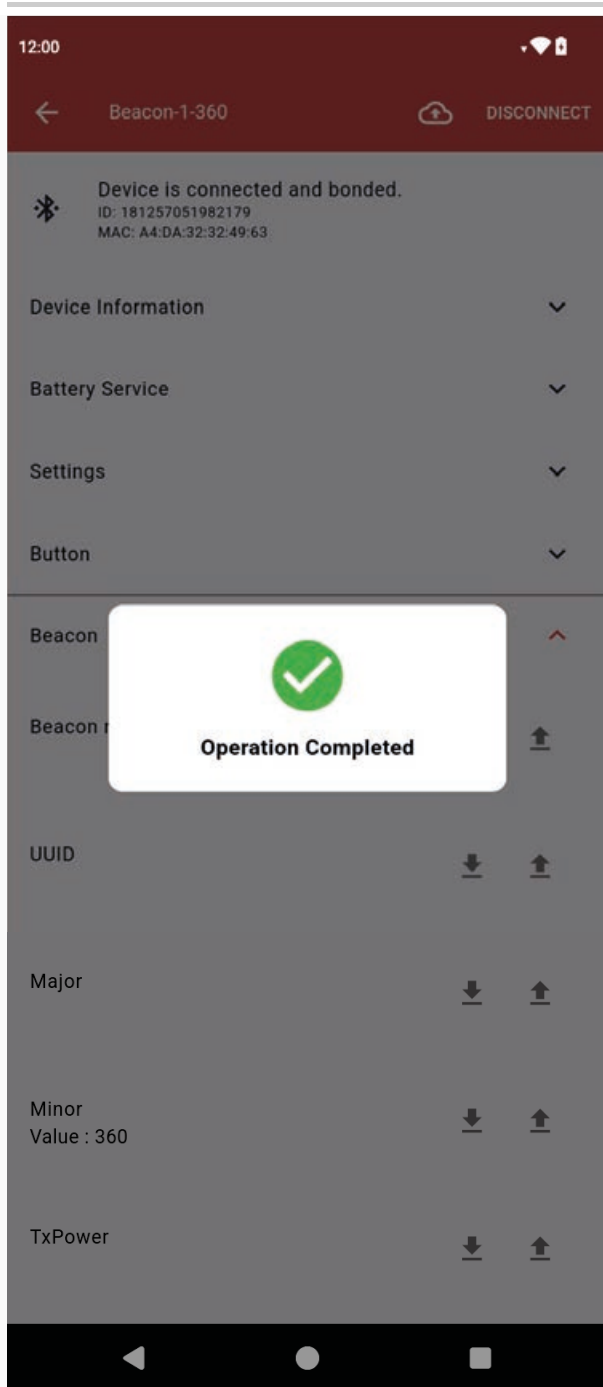 12:00
Beacon-1-360
DISCONNECT
Device is connected and bonded.
ID: 181257051982179
MAC: A4:DA:32:32:49:63
Device Information
Battery Service
Settings
Button
Beacon
Beacon
Operation Completed
UUID
Major
Minor
Value : 360
TxPower